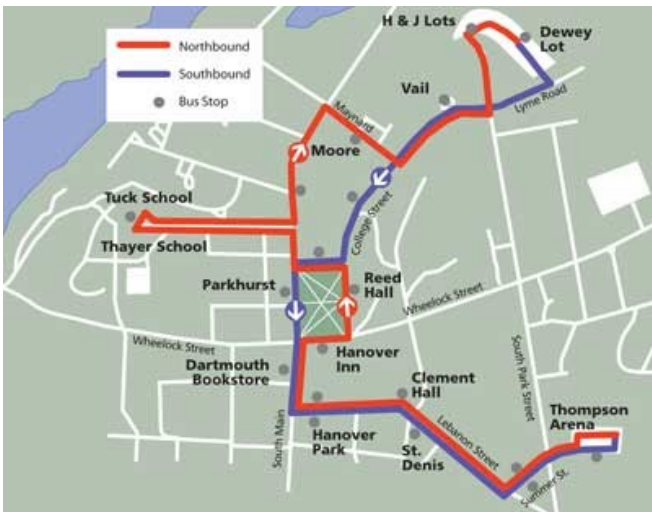 H & J Lots
Dewey
Lot
Northbound
Southbound
Bus Stop
Vail
Lyme Road
Maynard
Moore
Tuck School
Thayer School
College Street
Parkhurst
Reed
Hall
Wheelock Street
Wheelock Street
Hanover
Inn
Dartmouth
Bookstore
South Park Street
Clement
Hall
Thompson
Arena
South Main
Hanover
Park
St.
Denis
Lebanon Street
Summer St.